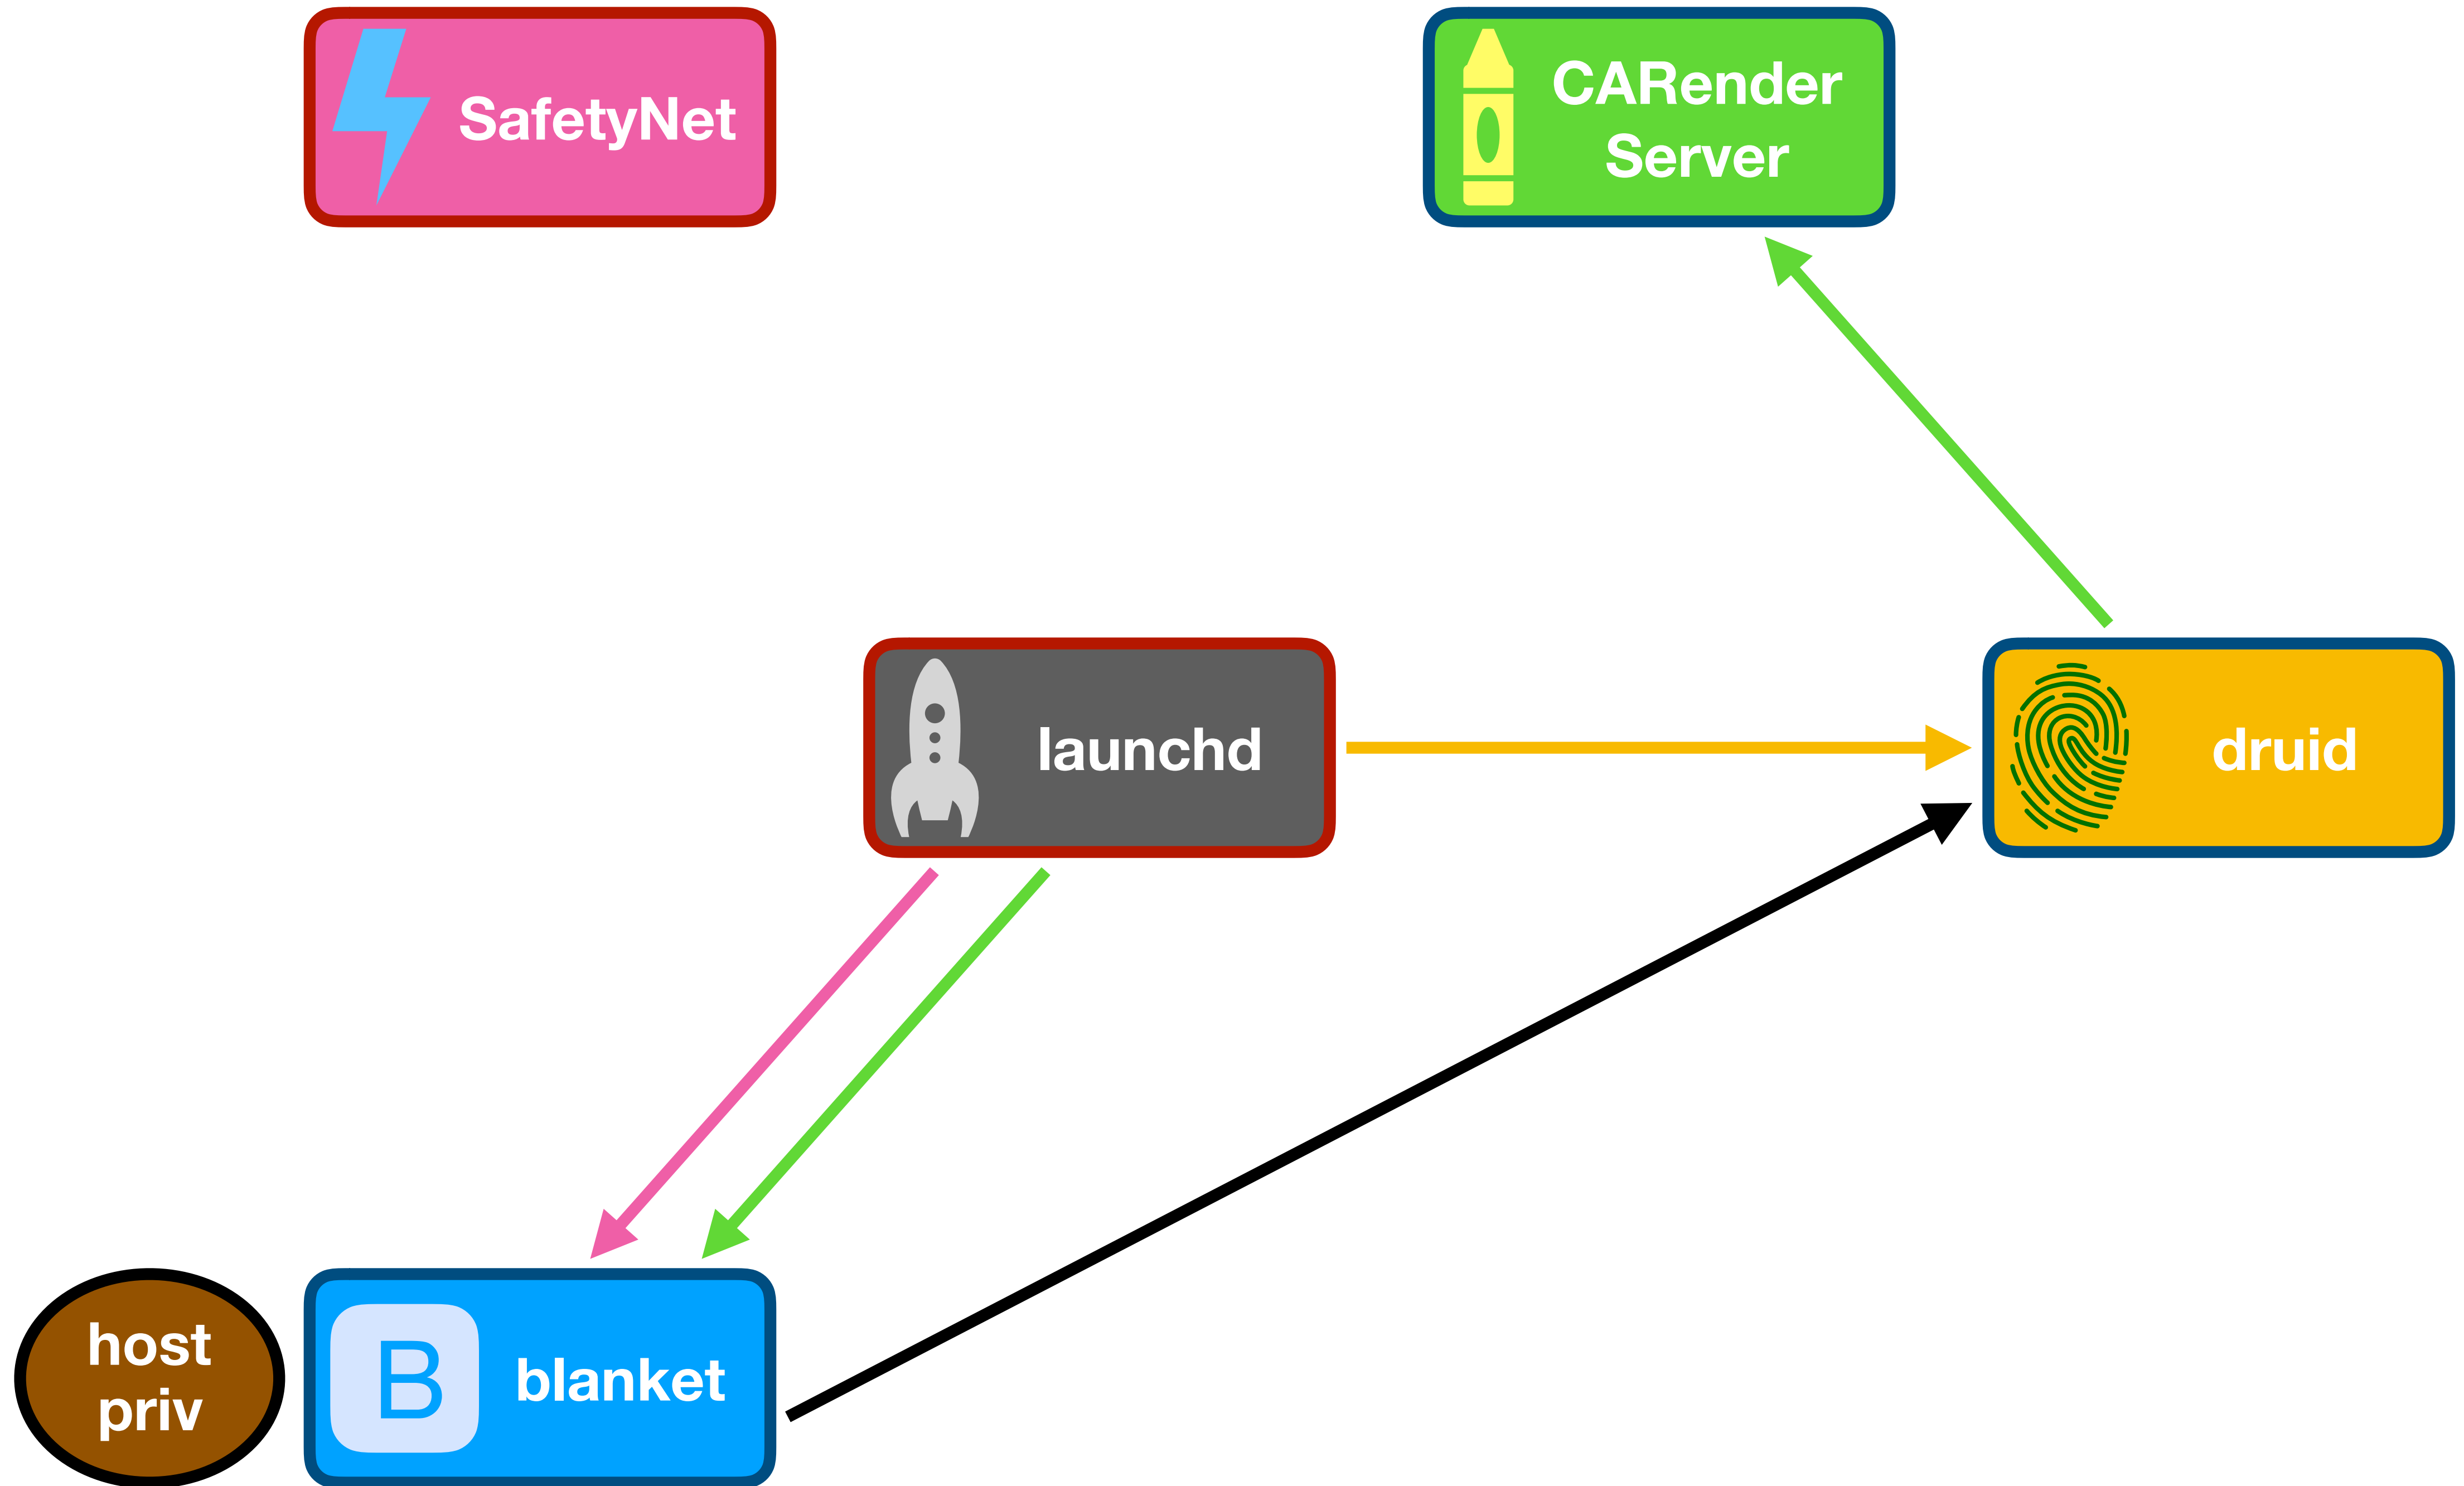 SafetyNet
CARender
Server
launchd
druid
host
priv
B
blanket